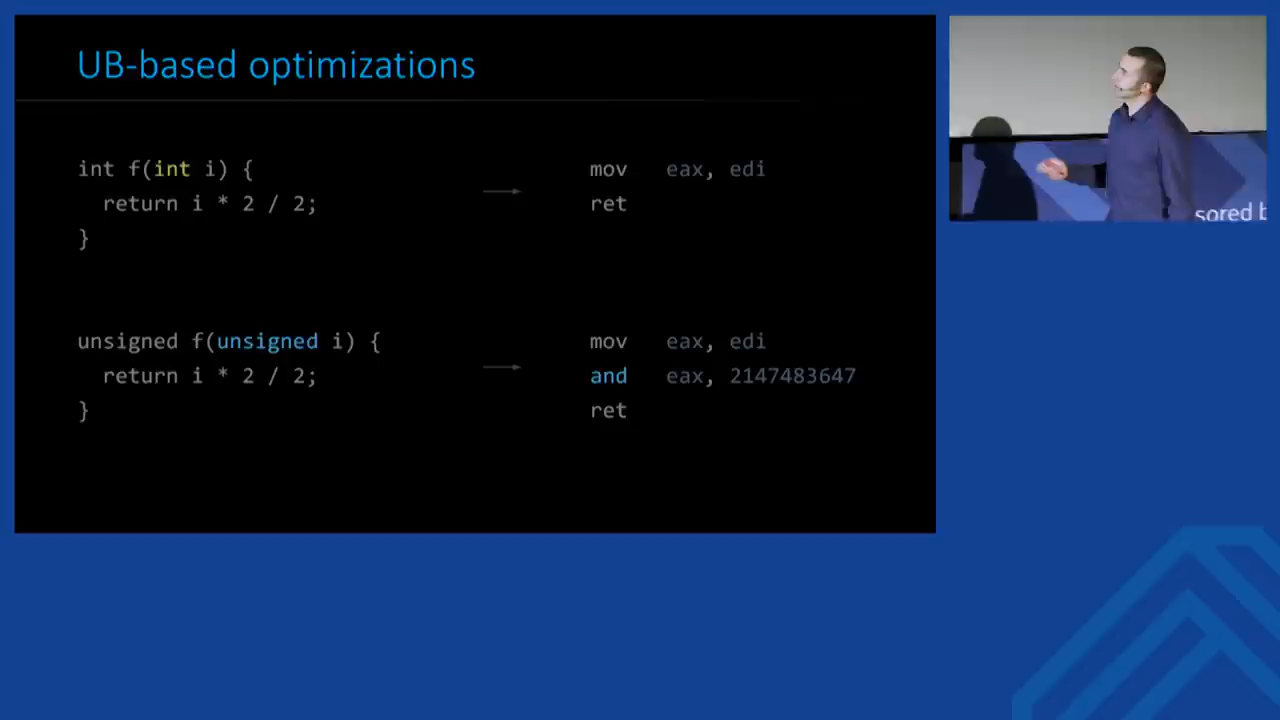 UB-based optimizations
int f(int i) {
return i * 2 / 2;
}
mov eax, edi
ret
unsigned f(unsigned i) {
return i * 2 / 2;
}
mov eax, edi
and eax, 2147483647
ret
sored b